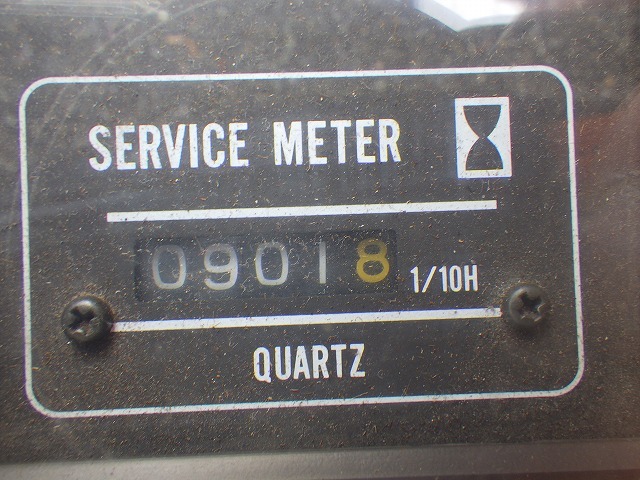 SERVICE METER
09018 1/10H
QUARTZ